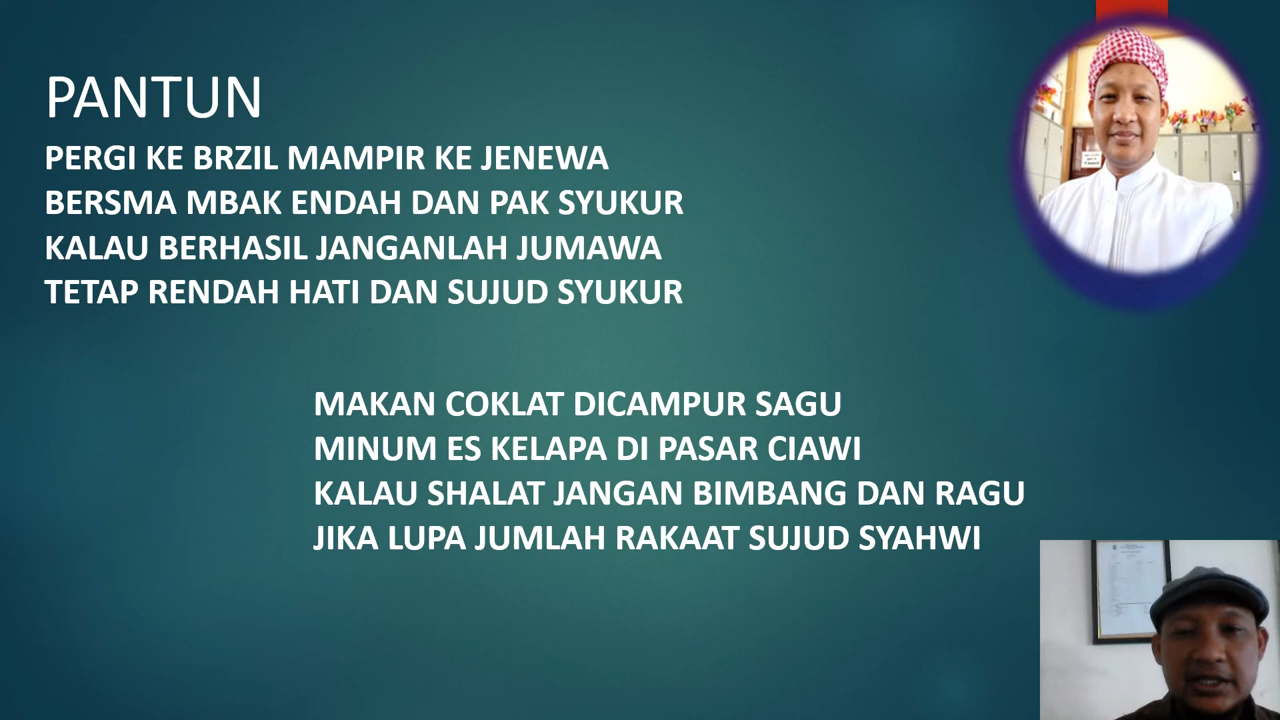 PANTUN
PERGI KE BRZIL MAMPIR KE JENEWA
BERSMA MBAK ENDAH DAN PAK SYUKUR
KALAU BERHASIL JANGANLAH JUMAWA
TETAP RENDAH HATI DAN SUJUD SYUKUR
MAKAN COKLAT DICAMPUR SAGU
MINUM ES KELAPA DI PASAR CIAWI
KALAU SHALAT JANGAN BIMBANG DAN RAGU
JIKA LUPA JUMLAH RAKAAT SUJUD SYAHWI